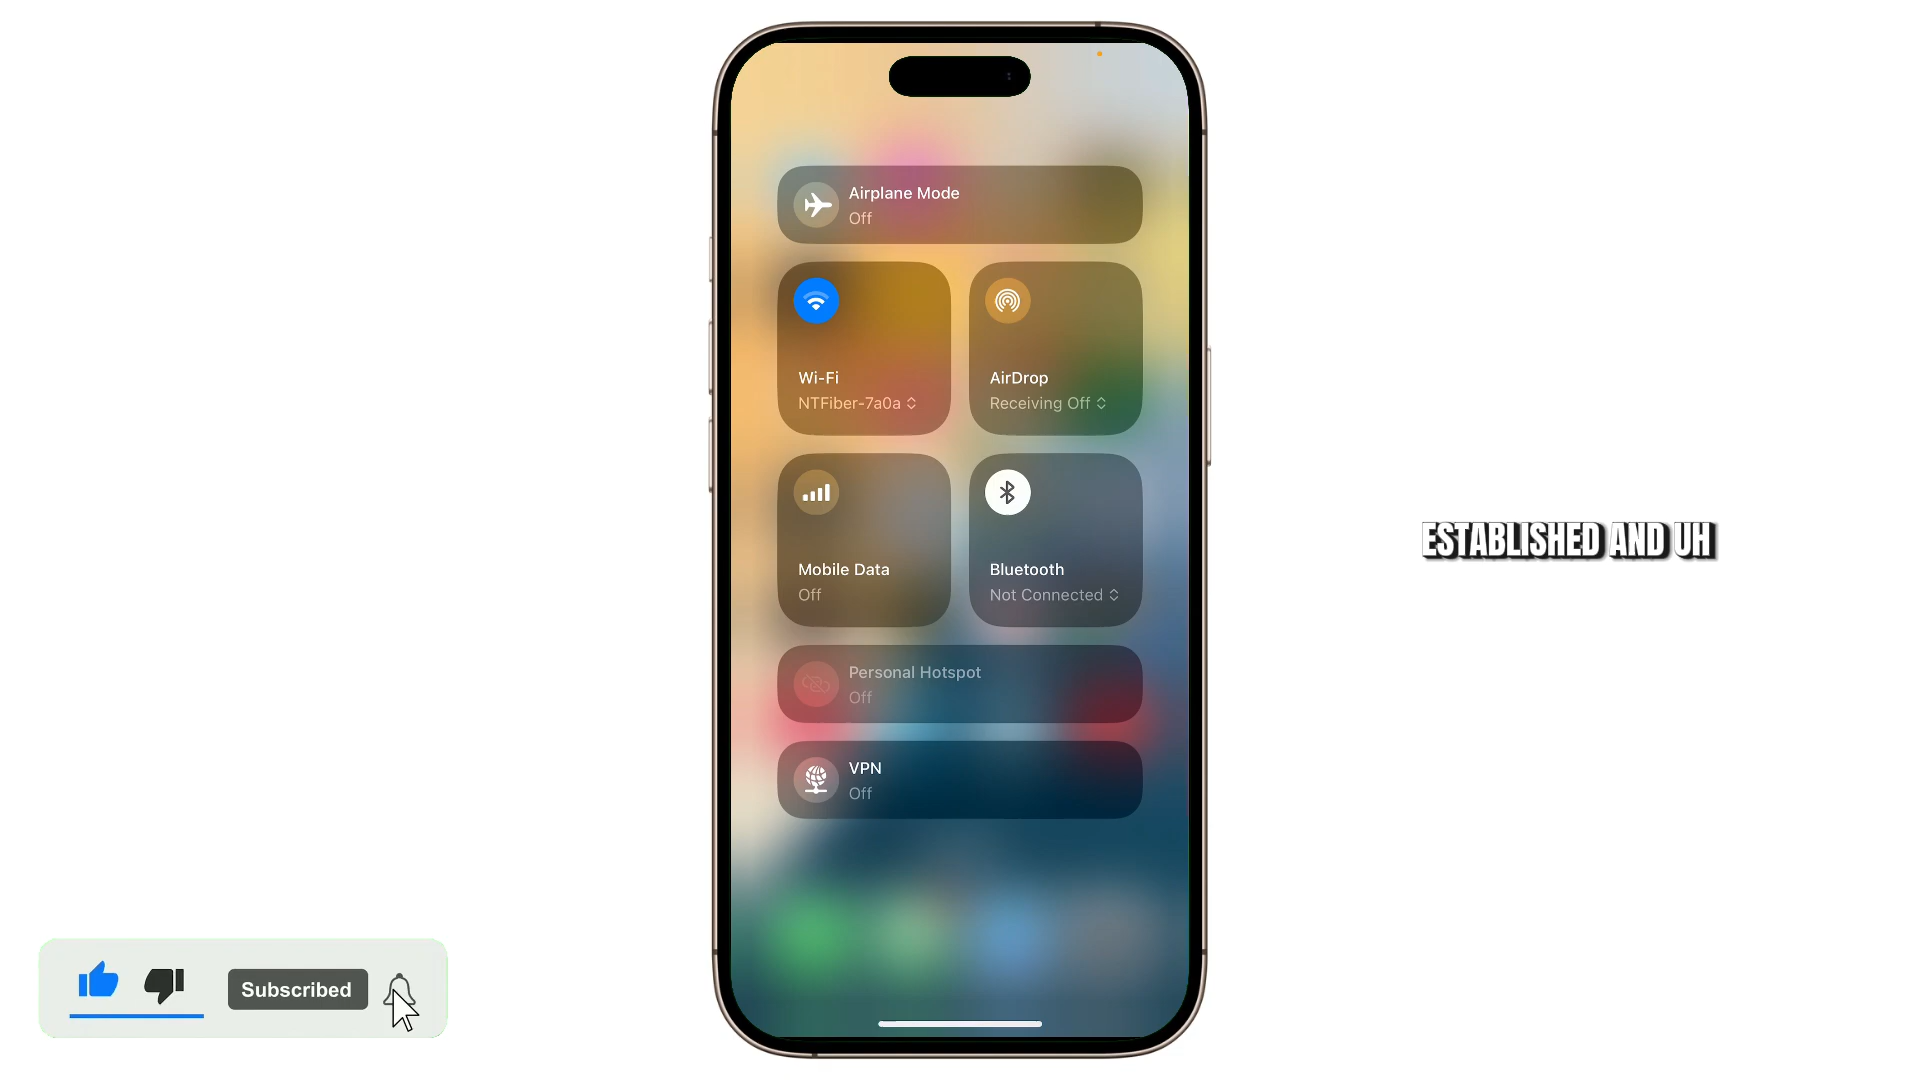 Airplane Mode
Off
Wi-Fi
NTFiber-7a0a
AirDrop
Receiving Off
Mobile Data
Off
Bluetooth
Not Connected
Personal Hotspot
Off
VPN
Off
ESTABLISHED AND UH
Subscribed